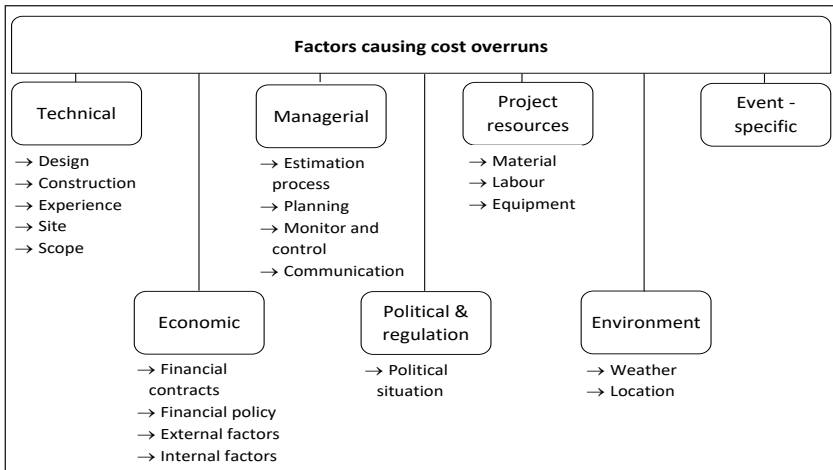 Factors causing cost overruns
Technical
→ Design
→ Construction
→ Experience
→ Site
→ Scope
Managerial
→ Estimation
process
→ Planning
→ Monitor and
control
→ Communication
Project
resources
→ Material
→ Labour
→ Equipment
Event -
specific
Economic
→ Financial
contracts
→ Financial policy
→ External factors
→ Internal factors
Political &
regulation
→ Political
situation
Environment
→ Weather
→ Location